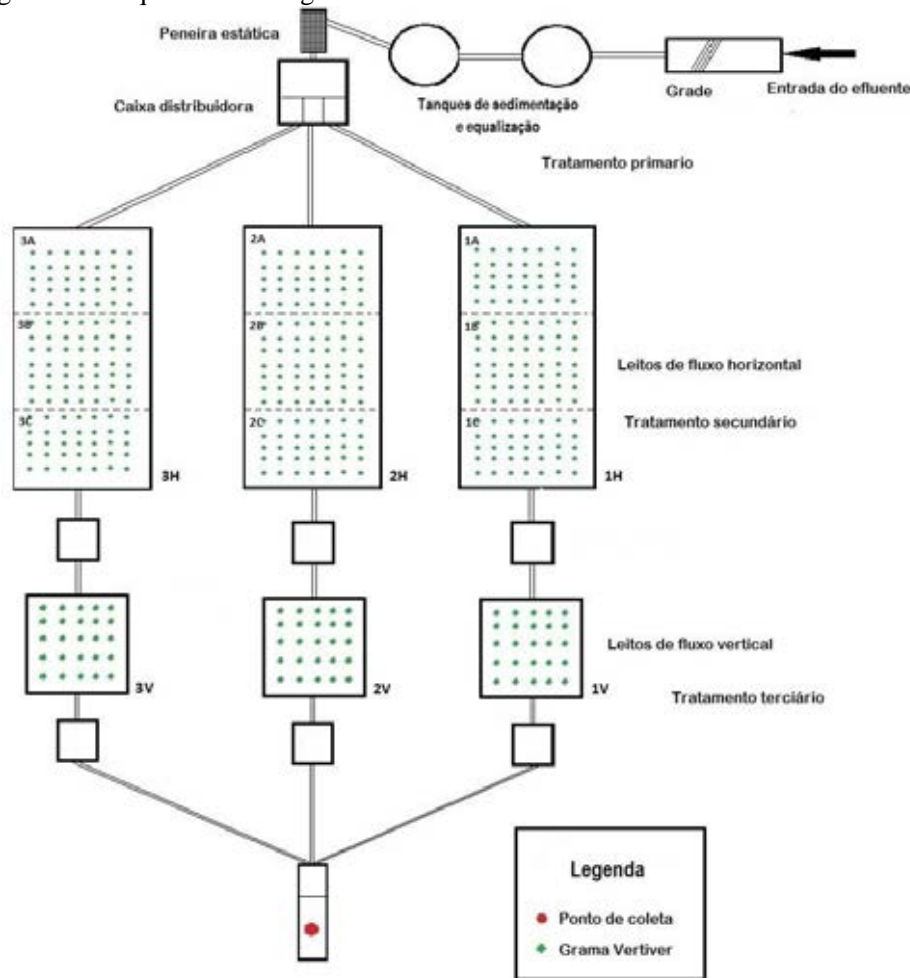 Peneira estática
Entrada do efluente
Grade
Caixa distribuidora
Tanques de sedimentação
e equalização
Tratamento primario
3A
2A
1A
3B
2B
1B
Leitos de fluxo horizontal
3C
2C
1C
Tratamento secundário
3H
2H
1H
Leitos de fluxo vertical
3V
2V
1V
Tratamento terciário
Legenda
Ponto de coleta
Grama Vertiver